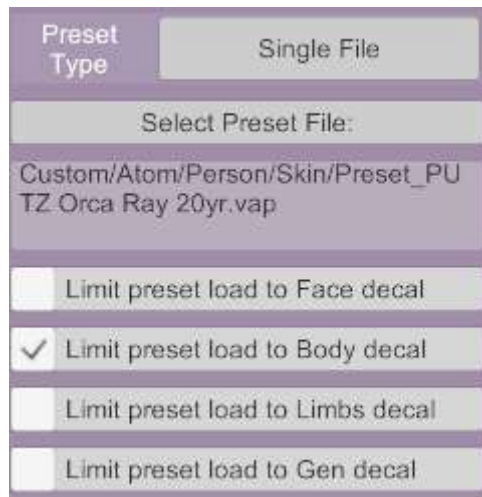 Preset
Type
Single File
Select Preset File:
Custom/Atom/Person/Skin/Preset_PU
TZ Orca Ray 20yr.vap
Limit preset load to Face decal
Limit preset load to Body decal
Limit preset load to Limbs decal
Limit preset load to Gen decal